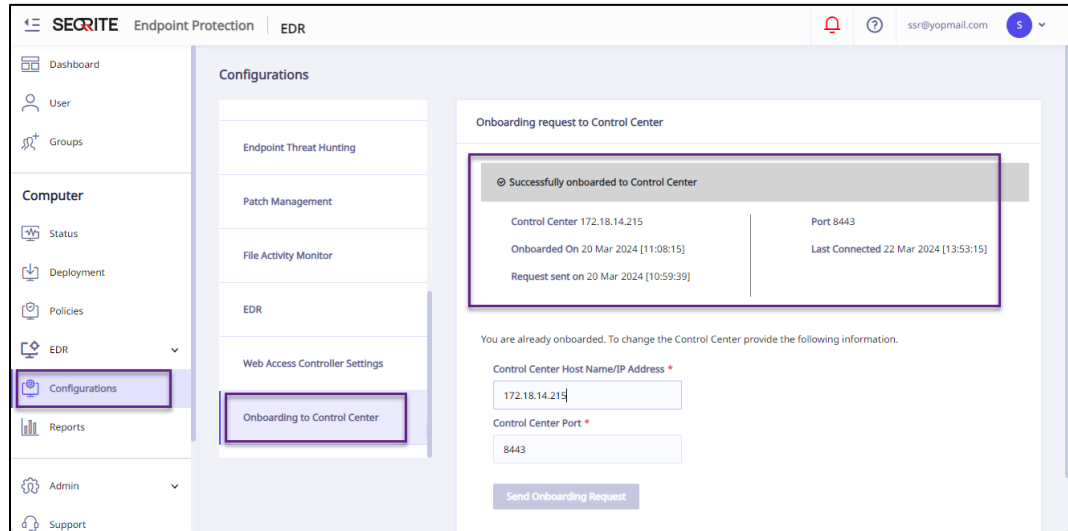 SEQRITE Endpoint Protection EDR
ssr@yopmail.com S
Dashboard
User
Groups
Computer
Status
Deployment
Policies
EDR
Configurations
Reports
Admin
Support
Configurations
Endpoint Threat Hunting
Patch Management
File Activity Monitor
EDR
Web Access Controller Settings
Onboarding to Control Center
Onboarding request to Control Center
Successfully onboarded to Control Center
Control Center 172.18.14.215
Onboarded On 20 Mar 2024 [11:08:15]
Request sent on 20 Mar 2024 [10:59:39]
Port 8443
Last Connected 22 Mar 2024 [13:53:15]
You are already onboarded. To change the Control Center provide the following information.
Control Center Host Name/IP Address *
172.18.14.215
Control Center Port *
8443
Send Onboarding Request